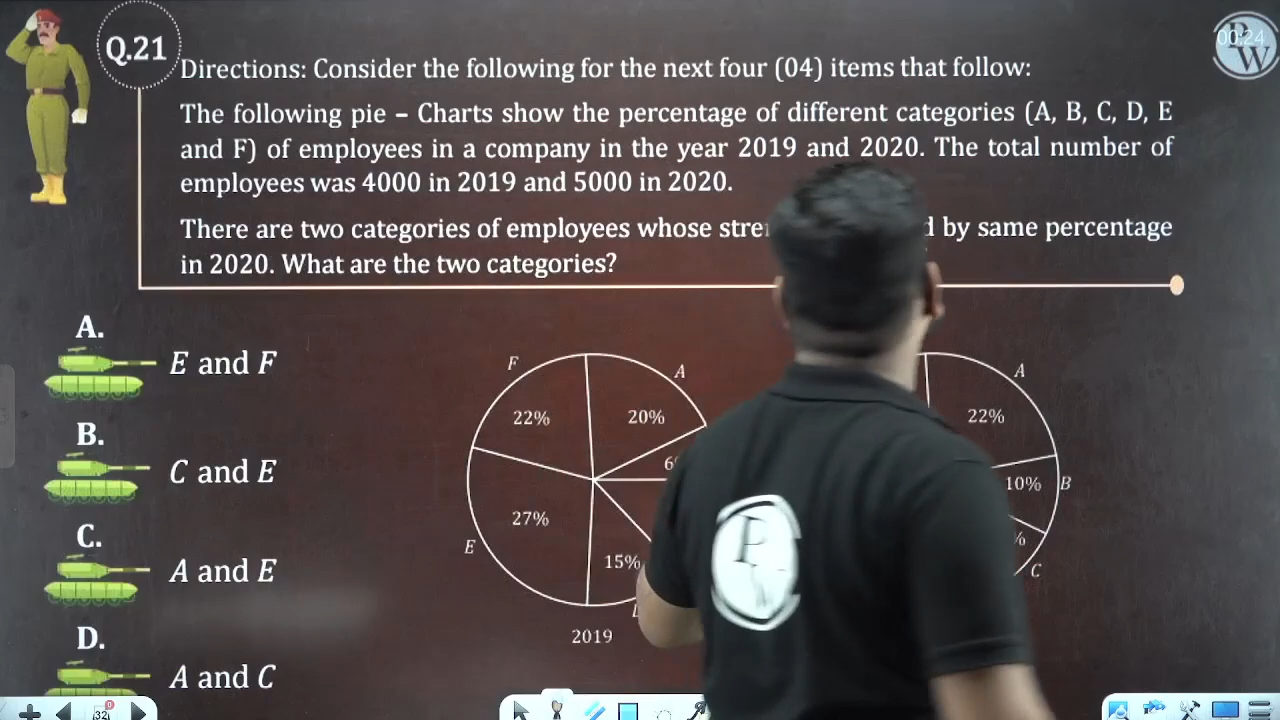 Q.21
00:24
Directions: Consider the following for the next four (04) items that follow:
The following pie – Charts show the percentage of different categories (A, B, C, D, E
and F) of employees in a company in the year 2019 and 2020. The total number of
employees was 4000 in 2019 and 5000 in 2020.
There are two categories of employees whose by same percentage
in 2020. What are the two categories?
A.
E and F
B.
C and E
C.
A and E
D.
A and C
F
A
22%
20%
27%
E
15%
2019
A
22%
10%
B
%
C
32